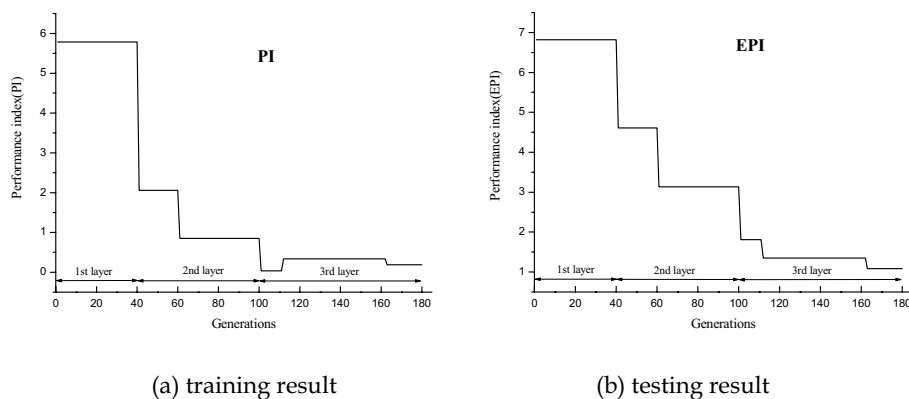 PI
Performance index(PI)
6
5
4
3
2
1
0
1st layer
2nd layer
3rd layer
0 20 40 60 80 100 120 140 160 180
Generations
(a) training result
EPI
Performance index(EPI)
7
6
5
4
3
2
1
1st layer
2nd layer
3rd layer
0 20 40 60 80 100 120 140 160 180
Generations
(b) testing result